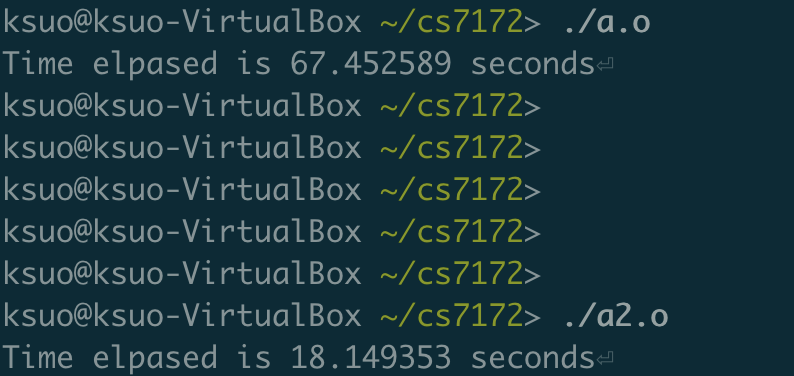 ksuo@ksuo-VirtualBox ~/cs7172> ./a.o
Time elpased is 67.452589 seconds⏎
ksuo@ksuo-VirtualBox ~/cs7172>
ksuo@ksuo-VirtualBox ~/cs7172>
ksuo@ksuo-VirtualBox ~/cs7172>
ksuo@ksuo-VirtualBox ~/cs7172>
ksuo@ksuo-VirtualBox ~/cs7172>
ksuo@ksuo-VirtualBox ~/cs7172> ./a2.o
Time elpased is 18.149353 seconds⏎